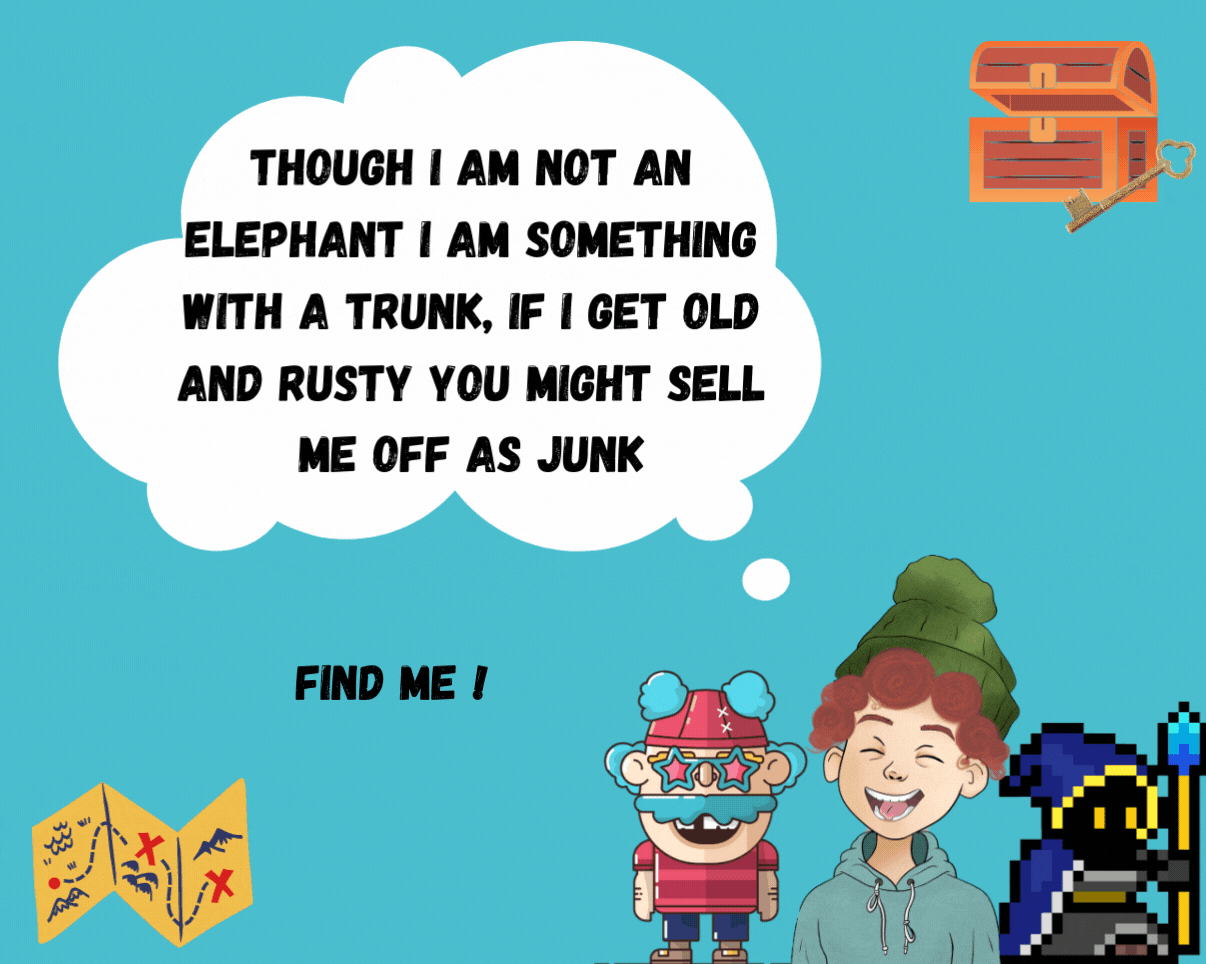 THOUGH I AM NOT AN
ELEPHANT I AM SOMETHING
WITH A TRUNK, IF I GET OLD
AND RUSTY YOU MIGHT SELL
ME OFF AS JUNK
FIND ME !